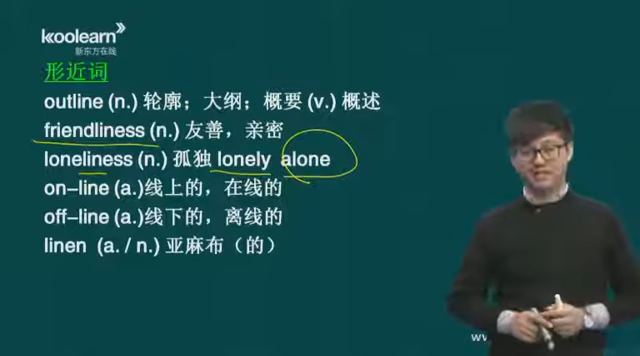 koolearn
新东方在线
形近词
outline (n.) 轮廓；大纲；概要 (v.) 概述
friendliness (n.) 友善，亲密
loneliness (n.) 孤独 lonely alone
on-line (a.)线上的，在线的
off-line (a.)线下的，离线的
linen (a. / n.) 亚麻布（的）